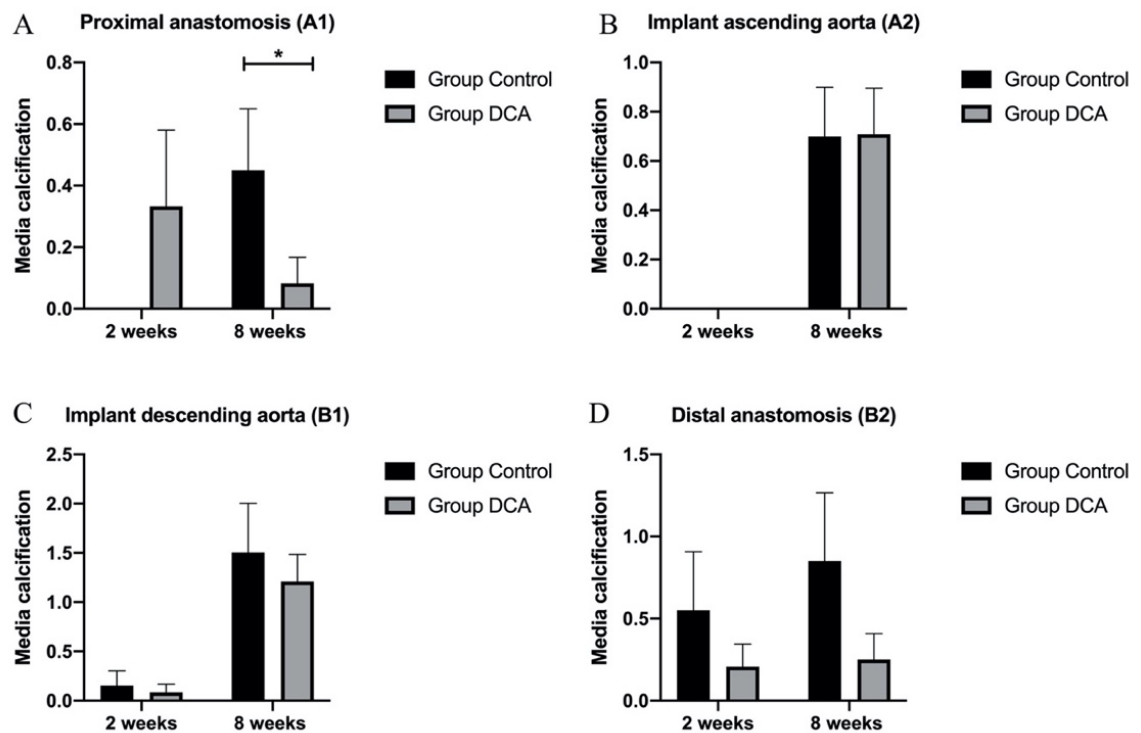 A Proximal anastomosis (A1)
*
Media calcification
0.8
0.6
0.4
0.2
0.0
2 weeks 8 weeks
Group Control
Group DCA
B Implant ascending aorta (A2)
Media calcification
1.0
0.8
0.6
0.4
0.2
0.0
2 weeks 8 weeks
Group Control
Group DCA
C Implant descending aorta (B1)
Media calcification
2.5
2.0
1.5
1.0
0.5
0.0
2 weeks 8 weeks
Group Control
Group DCA
D Distal anastomosis (B2)
Media calcification
1.5
1.0
0.5
0.0
2 weeks 8 weeks
Group Control
Group DCA